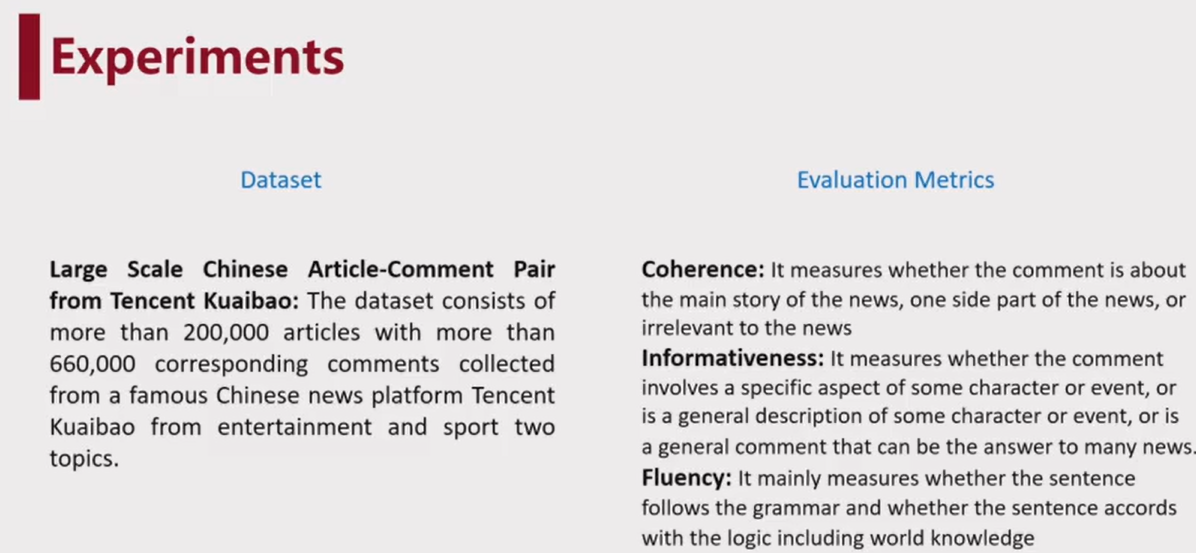 Experiments
Dataset
Large Scale Chinese Article-Comment Pair
from Tencent Kuaibao: The dataset consists of
more than 200,000 articles with more than
660,000 corresponding comments collected
from a famous Chinese news platform Tencent
Kuaibao from entertainment and sport two
topics.
Evaluation Metrics
Coherence: It measures whether the comment is about
the main story of the news, one side part of the news, or
irrelevant to the news
Informativeness: It measures whether the comment
involves a specific aspect of some character or event, or
is a general description of some character or event, or is
a general comment that can be the answer to many news.
Fluency: It mainly measures whether the sentence
follows the grammar and whether the sentence accords
with the logic including world knowledge